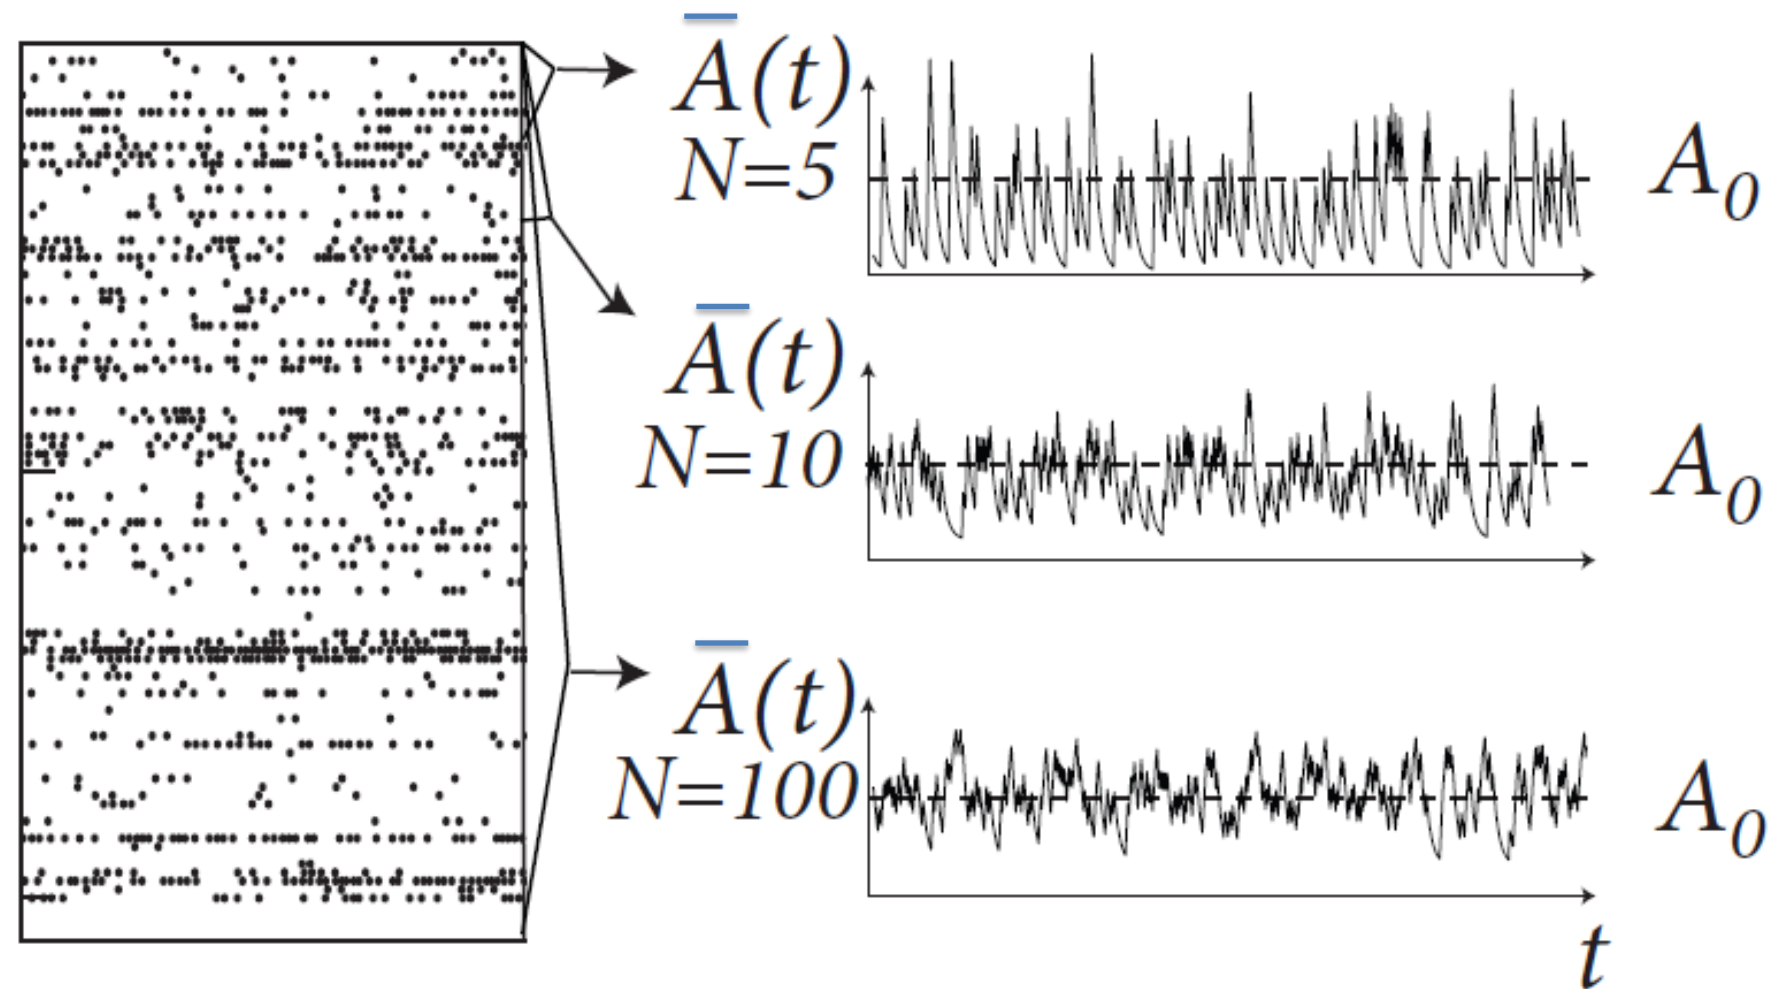 A̅(t)
N=5
A₀
A̅(t)
N=10
A₀
A̅(t)
N=100
A₀
t